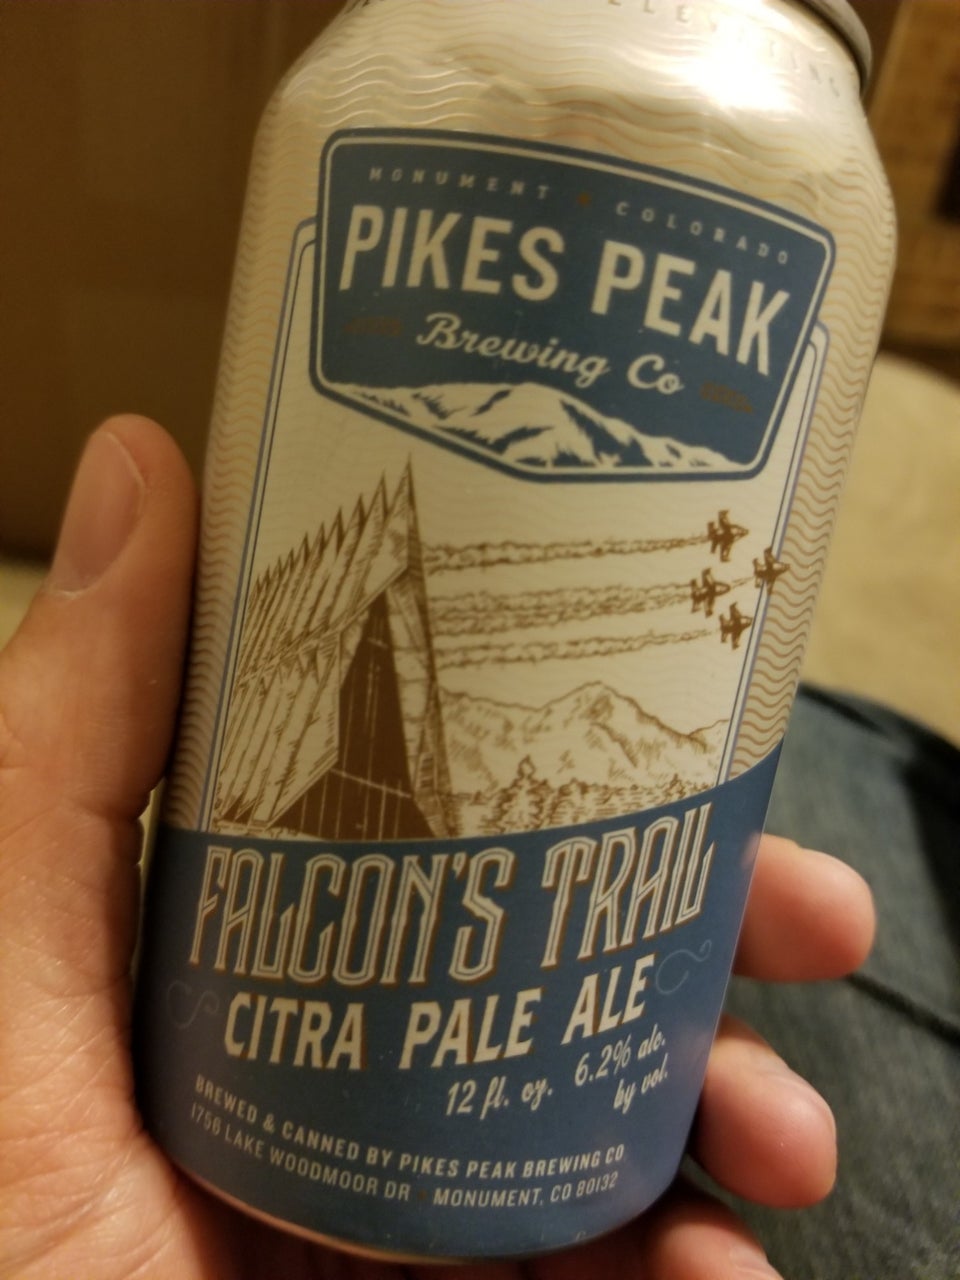 MONUMENT COLORADO
PIKES PEAK
Brewing Co
FALCON'S TRAIL
CITRA PALE ALE
12 fl. oz. 6.2% alc.
by vol.
BREWED & CANNED BY PIKES PEAK BREWING CO.
1756 LAKE WOODMOOR DR • MONUMENT, CO 80132